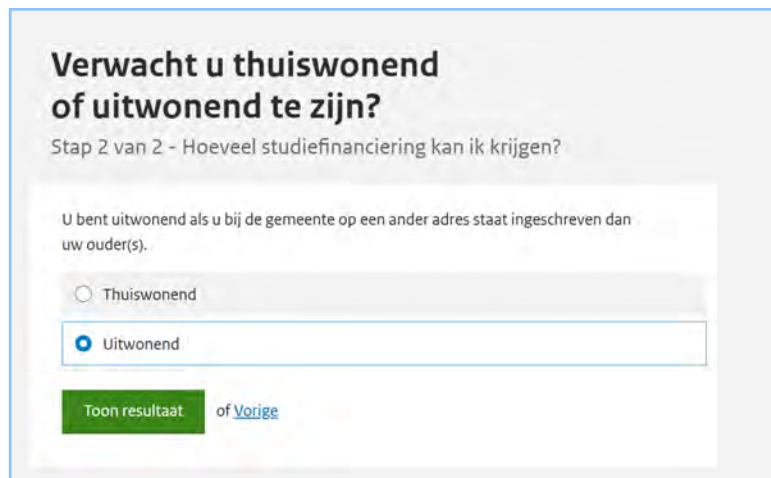 Verwacht u thuiswonend
of uitwonend te zijn?
Stap 2 van 2 - Hoeveel studiefinanciering kan ik krijgen?
U bent uitwonend als u bij de gemeente op een ander adres staat ingeschreven dan
uw ouder(s).
Thuiswonend
Uitwonend
Toon resultaat of Vorige